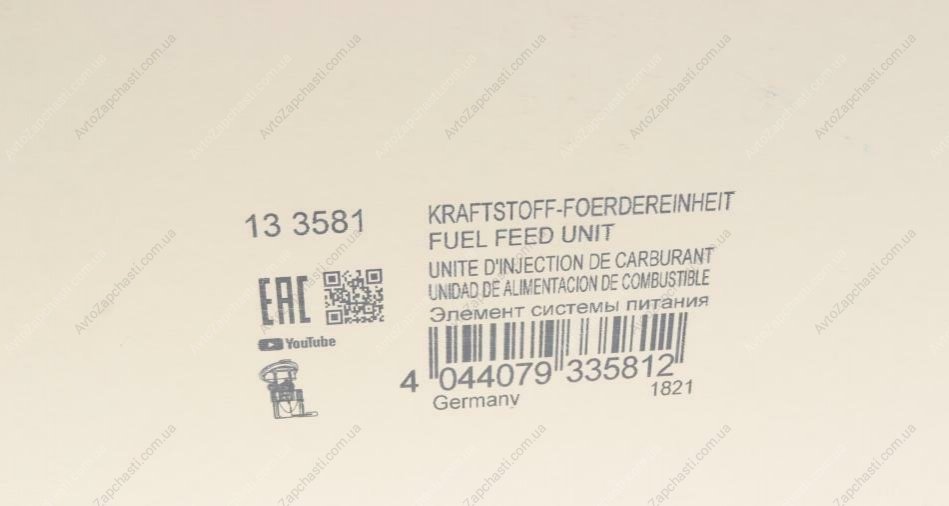 13 3581
KRAFTSTOFF-FOERDEREINHEIT
FUEL FEED UNIT
UNITE D'INJECTION DE CARBURANT
UNIDAD DE ALIMENTACION DE COMBUSTIBLE
Элемент системы питания
EAC
YouTube
4 044079 335812
Germany
1821
AvtoZapchasti.com.ua